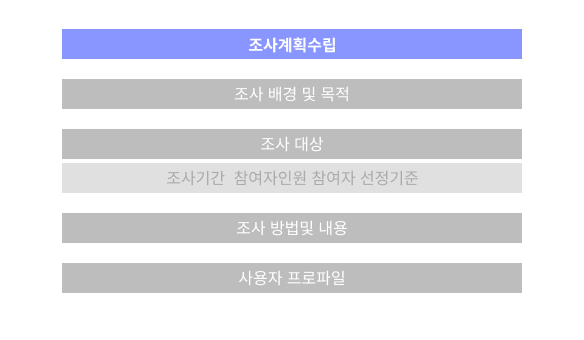 조사계획수립
조사 배경 및 목적
조사 대상
조사기간 참여자인원 참여자 선정기준
조사 방법및 내용
사용자 프로파일